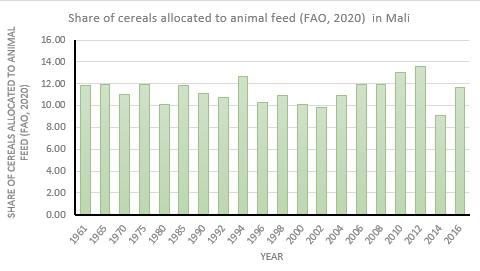 Share of cereals allocated to animal feed (FAO, 2020) in Mali
SHARE OF CEREALS ALLOCATED TO ANIMAL
FEED (FAO, 2020)
16.00
14.00
12.00
10.00
8.00
6.00
4.00
2.00
0.00
1961 1965 1970 1975 1980 1985 1990 1992 1994 1996 1998 2000 2002 2004 2006 2008 2010 2012 2014 2016
YEAR